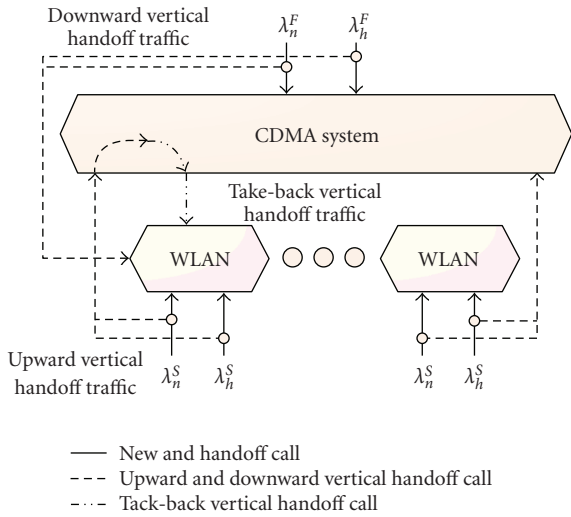 Downward vertical
handoff traffic
λ_n^F
λ_h^F
CDMA system
Take-back vertical
handoff traffic
WLAN
WLAN
Upward vertical
handoff traffic
λ_n^S
λ_h^S
λ_n^S
λ_h^S
New and handoff call
Upward and downward vertical handoff call
Tack-back vertical handoff call